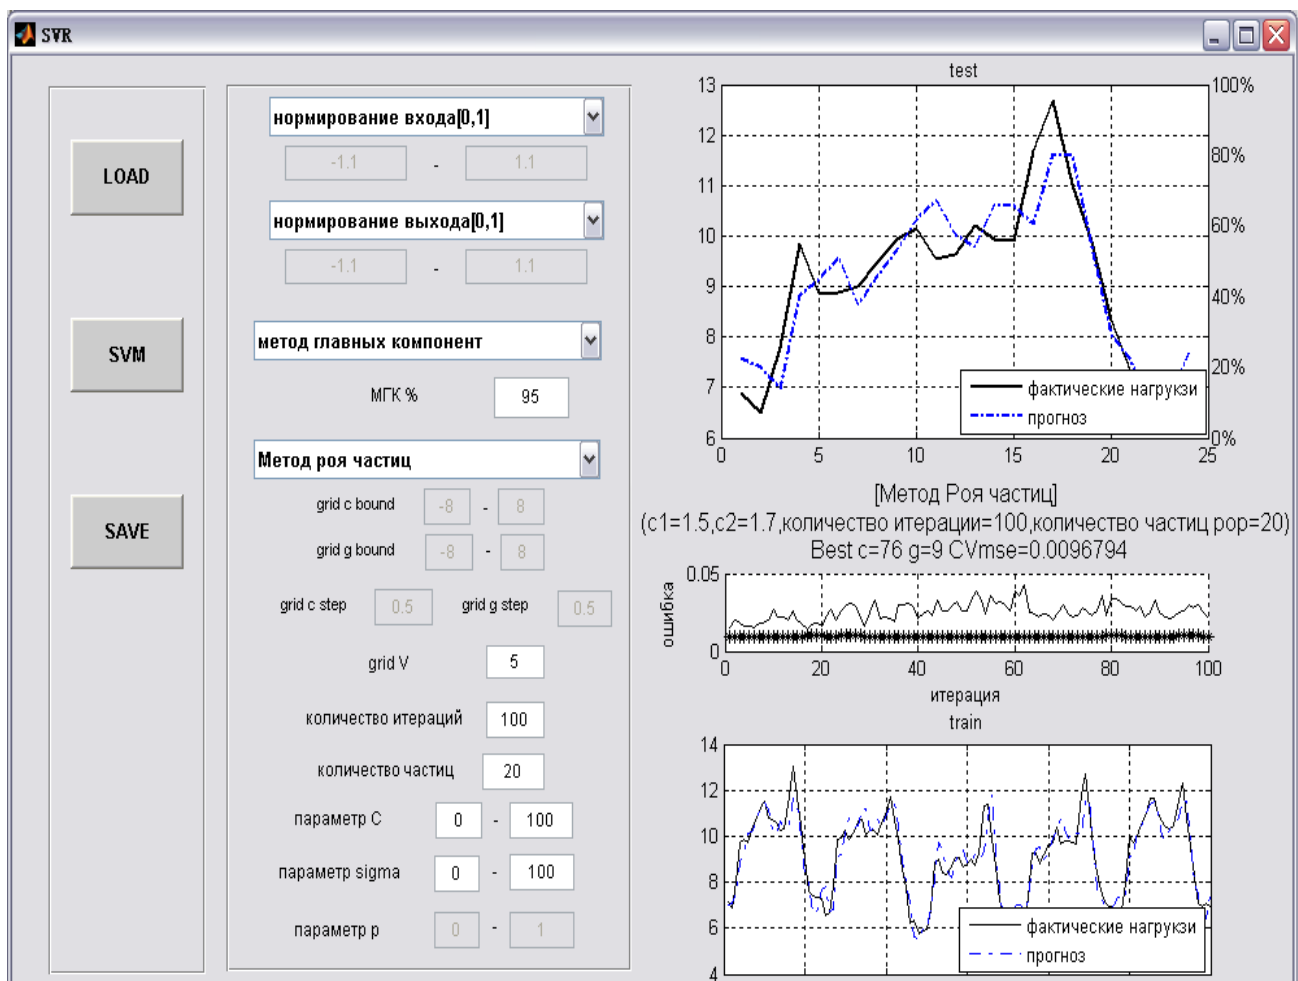 SVR
LOAD
SVM
SAVE
нормирование входа[0,1]
-1.1 - 1.1
нормирование выхода[0,1]
-1.1 - 1.1
метод главных компонент
МГК % 95
Метод роя частиц
grid c bound -8 - 8
grid g bound -8 - 8
grid c step 0.5 grid g step 0.5
grid V 5
количество итераций 100
количество частиц 20
параметр C 0 - 100
параметр sigma 0 - 100
параметр p 0 - 1
test
13 100%
12
80%
11
60%
10
9
40%
8
20%
7
фактические нагрукзи
прогноз
6 0%
0 5 10 15 20 25
[Метод Роя частиц]
(c1=1.5,c2=1.7,количество итерации=100,количество частиц pop=20)
Best c=76 g=9 CVmse=0.0096794
0.05
ошибка
0
0 20 40 60 80 100
итерация
train
14
12
10
8
6
фактические нагрукзи
прогноз
4